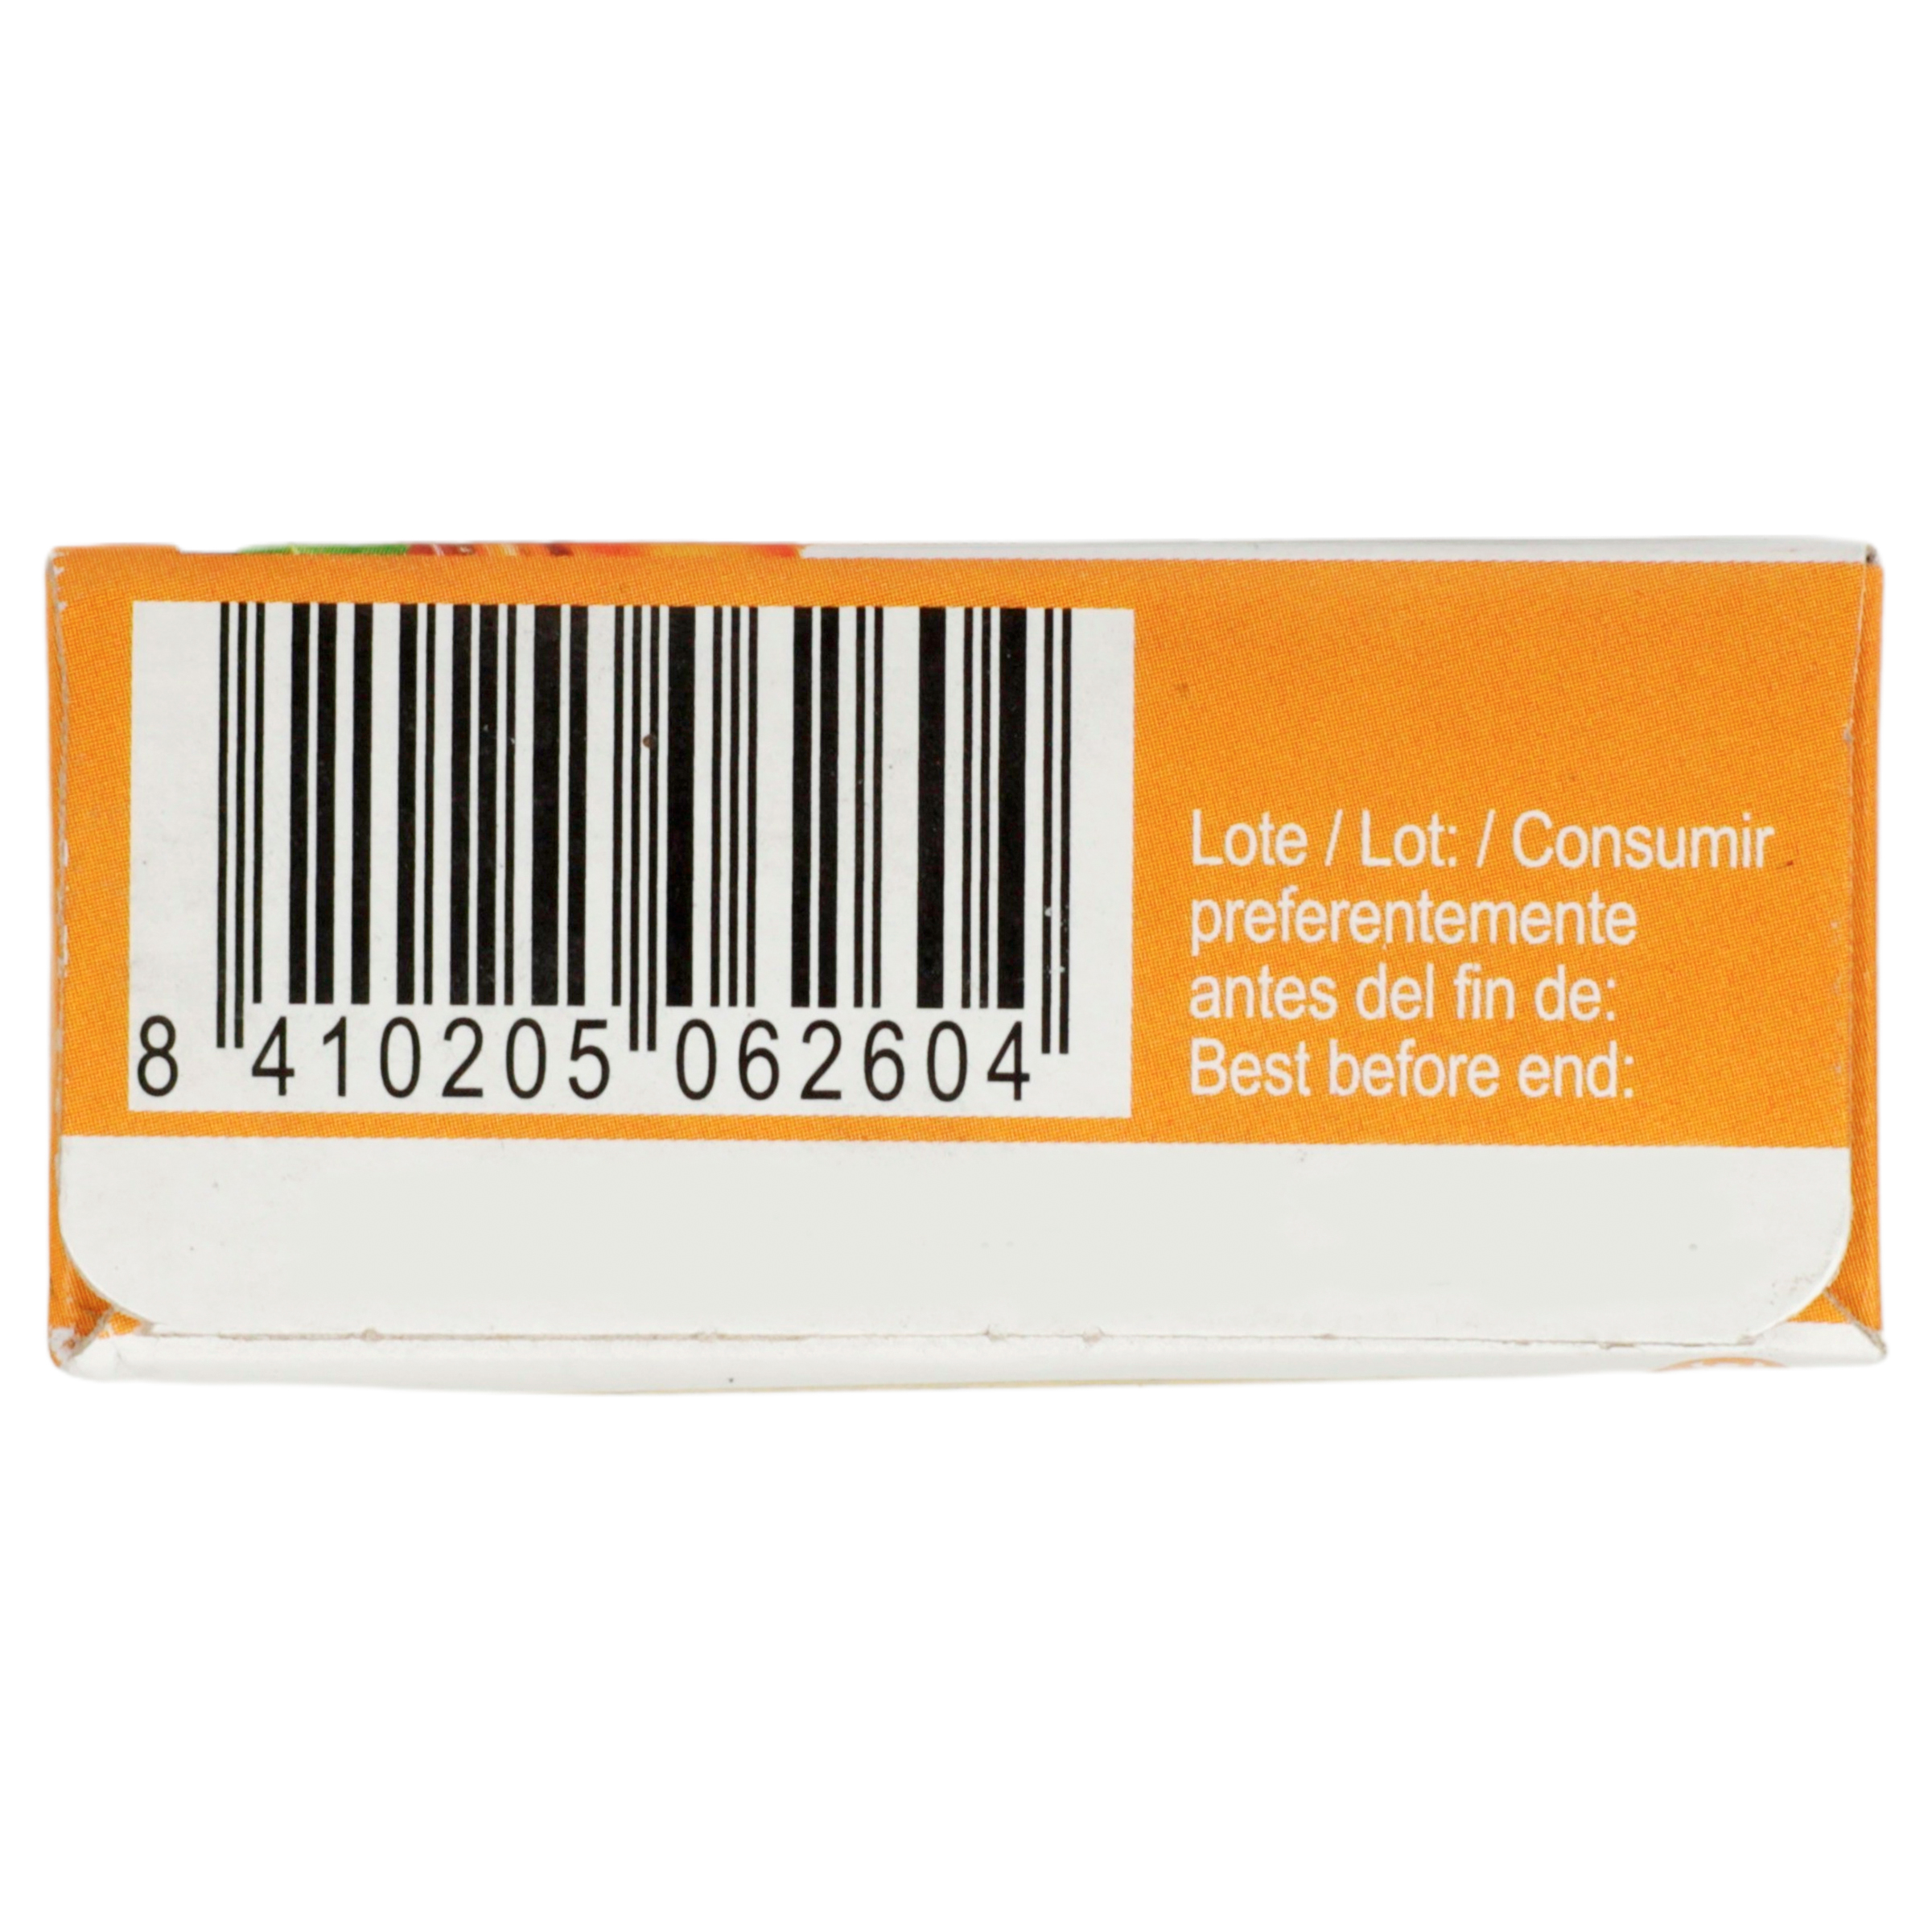 8 410205 062604
Lote / Lot: / Consumir
preferentemente
antes del fin de:
Best before end: